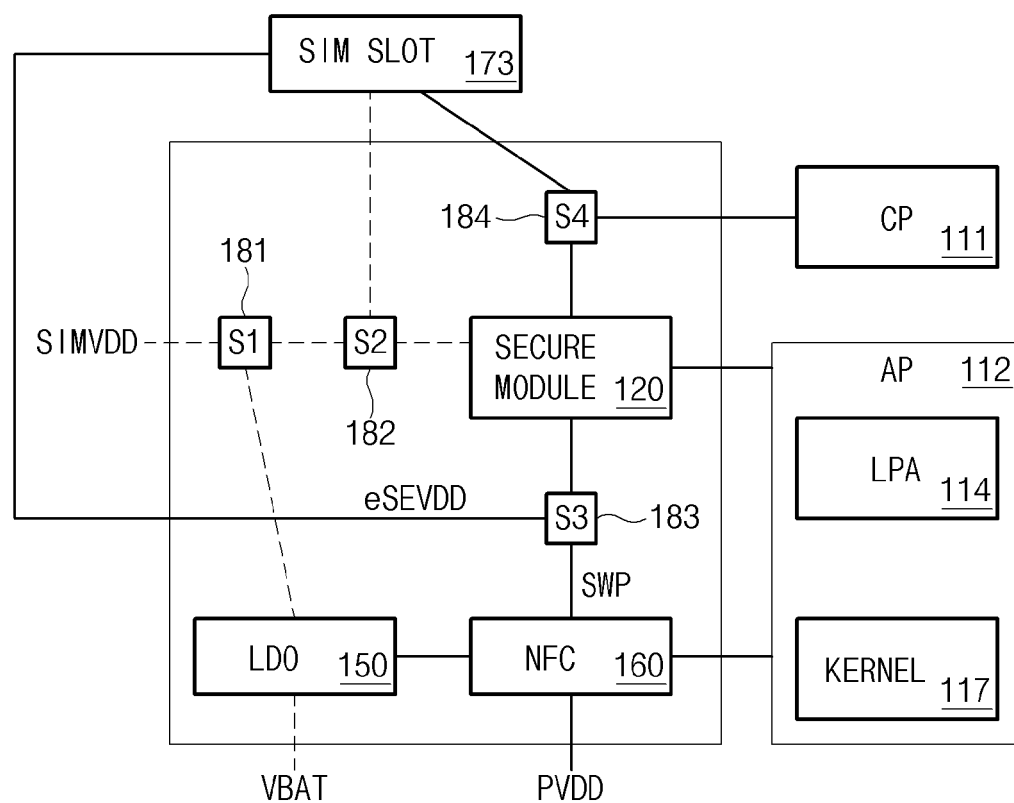 SIM SLOT 173
184
S4
CP 111
181
SIMVDD
S1
S2
SECURE
MODULE 120
AP 112
182
LPA 114
eSEVDD
S3
183
SWP
LDO 150
NFC 160
KERNEL 117
VBAT
PVDD